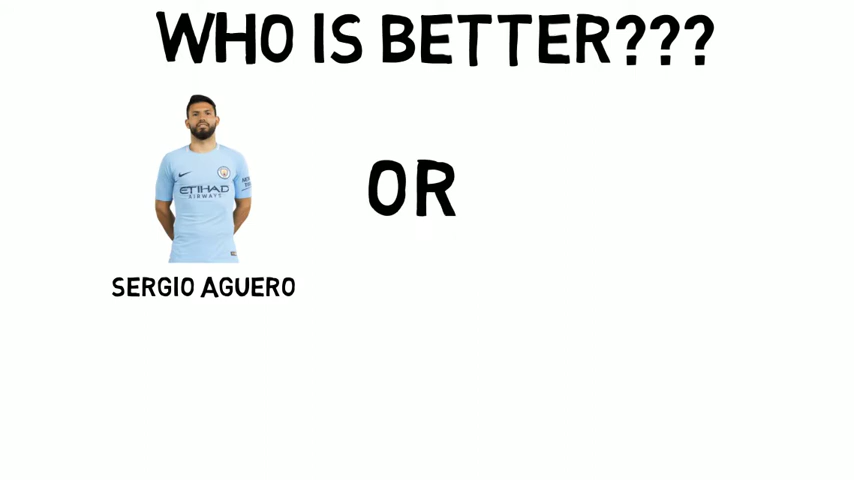 WHO IS BETTER???
OR
ETIHAD
AIRWAYS
SERGIO AGUERO